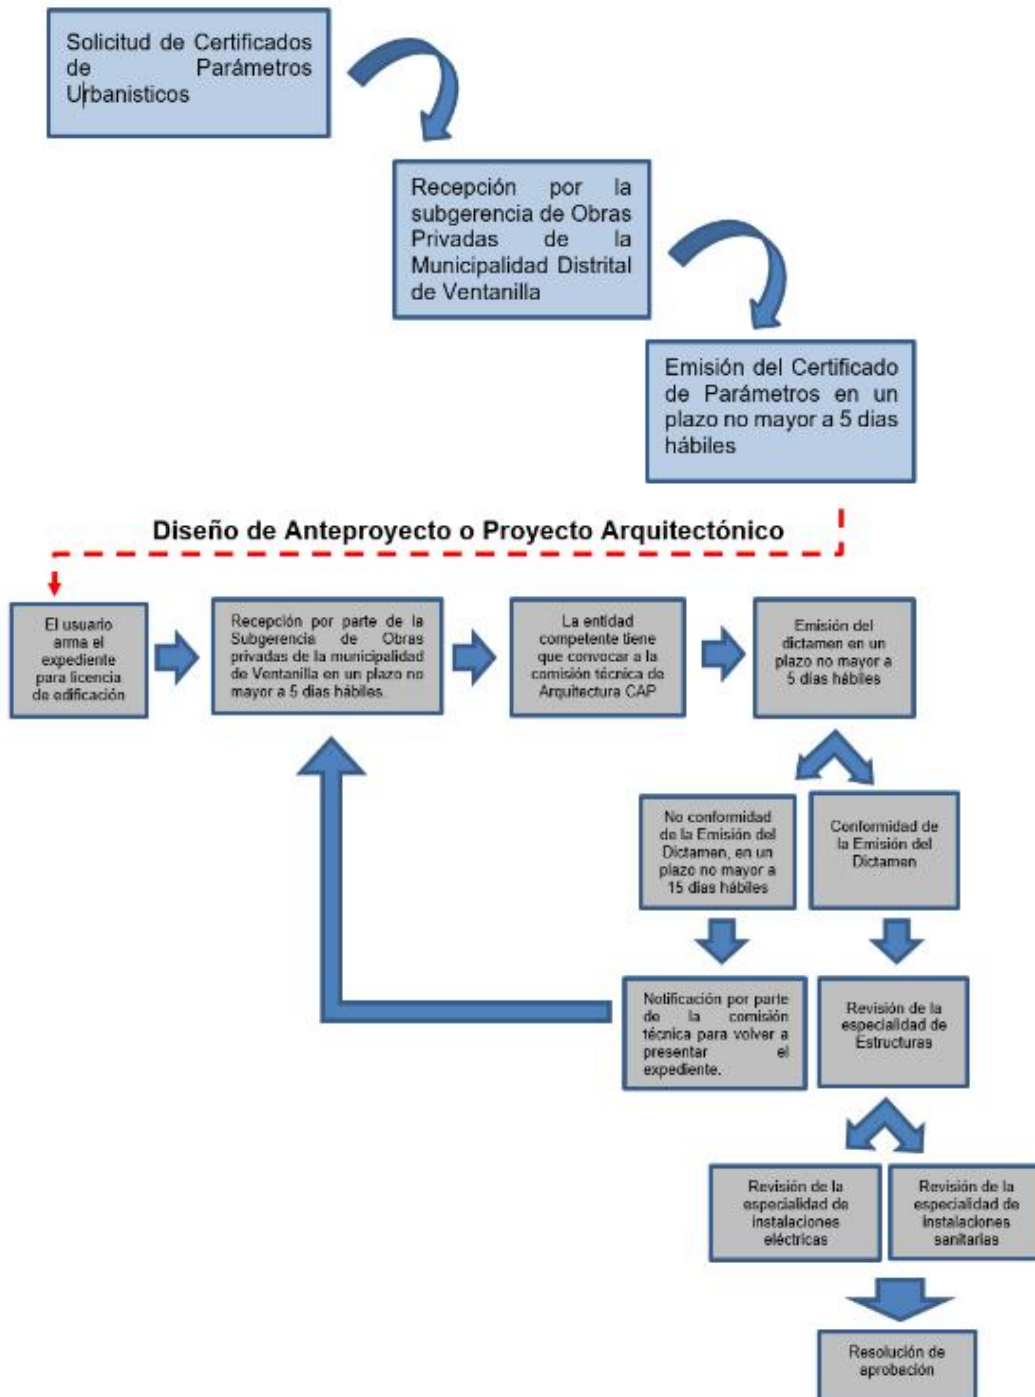 Solicitud de Certificados
de Parámetros
Urbanisticos
Recepción por la
subgerencia de Obras
Privadas de la
Municipalidad Distrital
de Ventanilla
Emisión del Certificado
de Parámetros en un
plazo no mayor a 5 dias
hábiles
Diseño de Anteproyecto o Proyecto Arquitectónico
El usuario
arma el
expediente
para licencia
de edificación
Recepción por parte de la
Subgerencia de Obras
privadas de la municipalidad
de Ventanilla en un plazo no
mayor a 5 días hábiles.
La entidad
competente tiene
que convocar a la
comisión técnica de
Arquitectura CAP
Emisión del
dictamen en un
plazo no mayor a
5 días hábiles
No conformidad
de la Emisión del
Dictamen, en un
plazo no mayor a
15 días hábiles
Conformidad de
la Emisión del
Dictamen
Notificación por parte
de la comisión
técnica para volver a
presentar el
expediente.
Revisión de la
especialidad de
Estructuras
Revisión de la
especialidad de
instalaciones
eléctricas
Revisión de la
especialidad de
instalaciones
sanitarias
Resolución de
aprobación